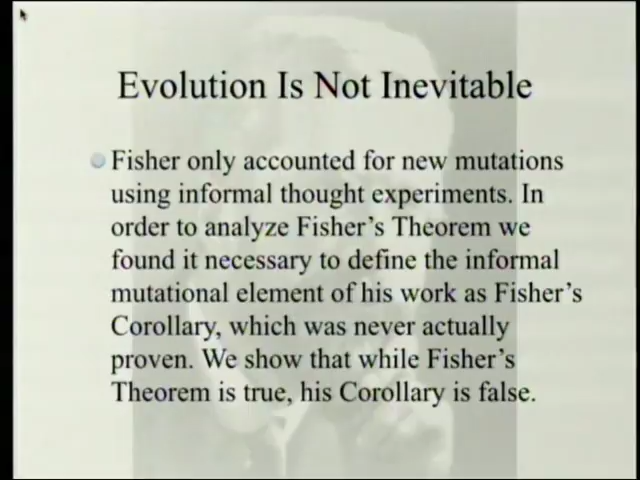 Evolution Is Not Inevitable
Fisher only accounted for new mutations
using informal thought experiments. In
order to analyze Fisher's Theorem we
found it necessary to define the informal
mutational element of his work as Fisher's
Corollary, which was never actually
proven. We show that while Fisher's
Theorem is true, his Corollary is false.